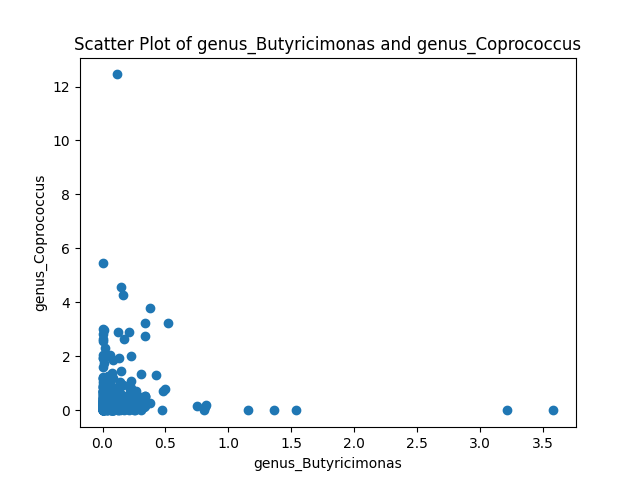 Scatter Plot of genus_Butyricimonas and genus_Coprococcus
12
10
8
6
4
2
0
genus_Coprococcus
0.0 0.5 1.0 1.5 2.0 2.5 3.0 3.5
genus_Butyricimonas